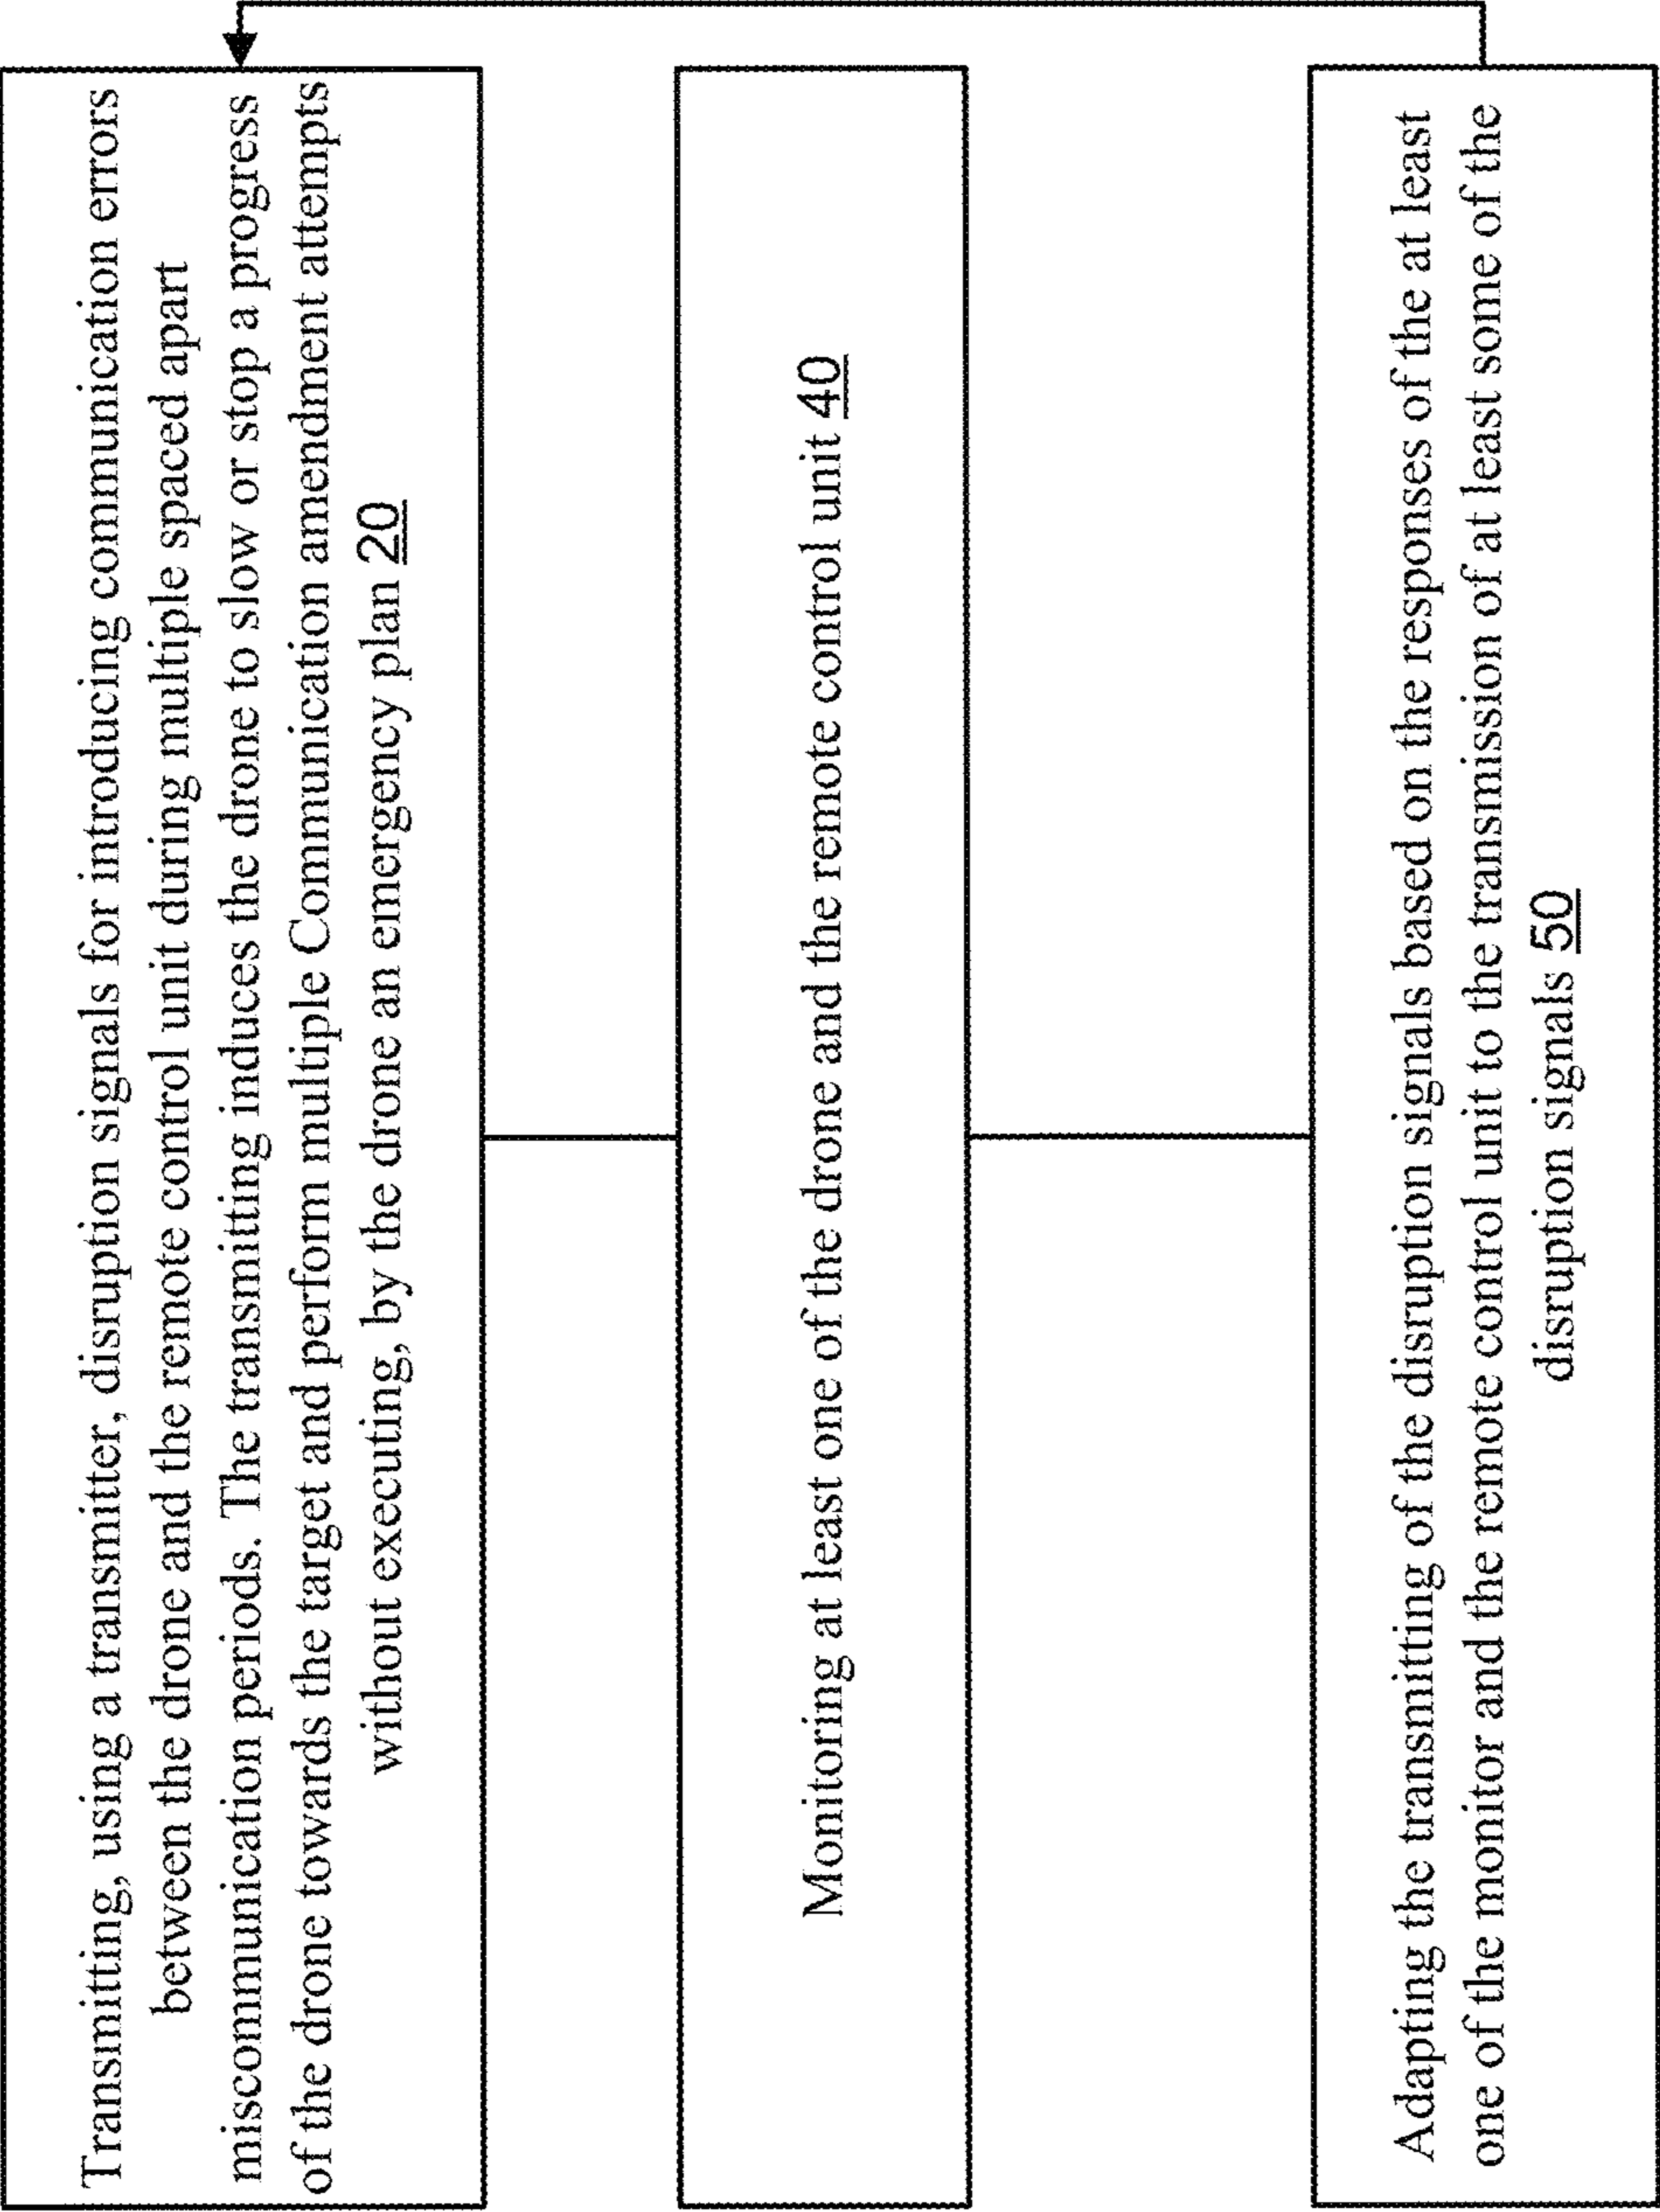 Transmitting, using a transmitter, disruption signals for introducing communication errors
between the drone and the remote control unit during multiple spaced apart
miscommunication periods. The transmitting induces the drone to slow or stop a progress
of the drone towards the target and perform multiple Communication amendment attempts
without executing, by the drone an emergency plan 20
Monitoring at least one of the drone and the remote control unit 40
Adapting the transmitting of the disruption signals based on the responses of the at least
one of the monitor and the remote control unit to the transmission of at least some of the
disruption signals 50